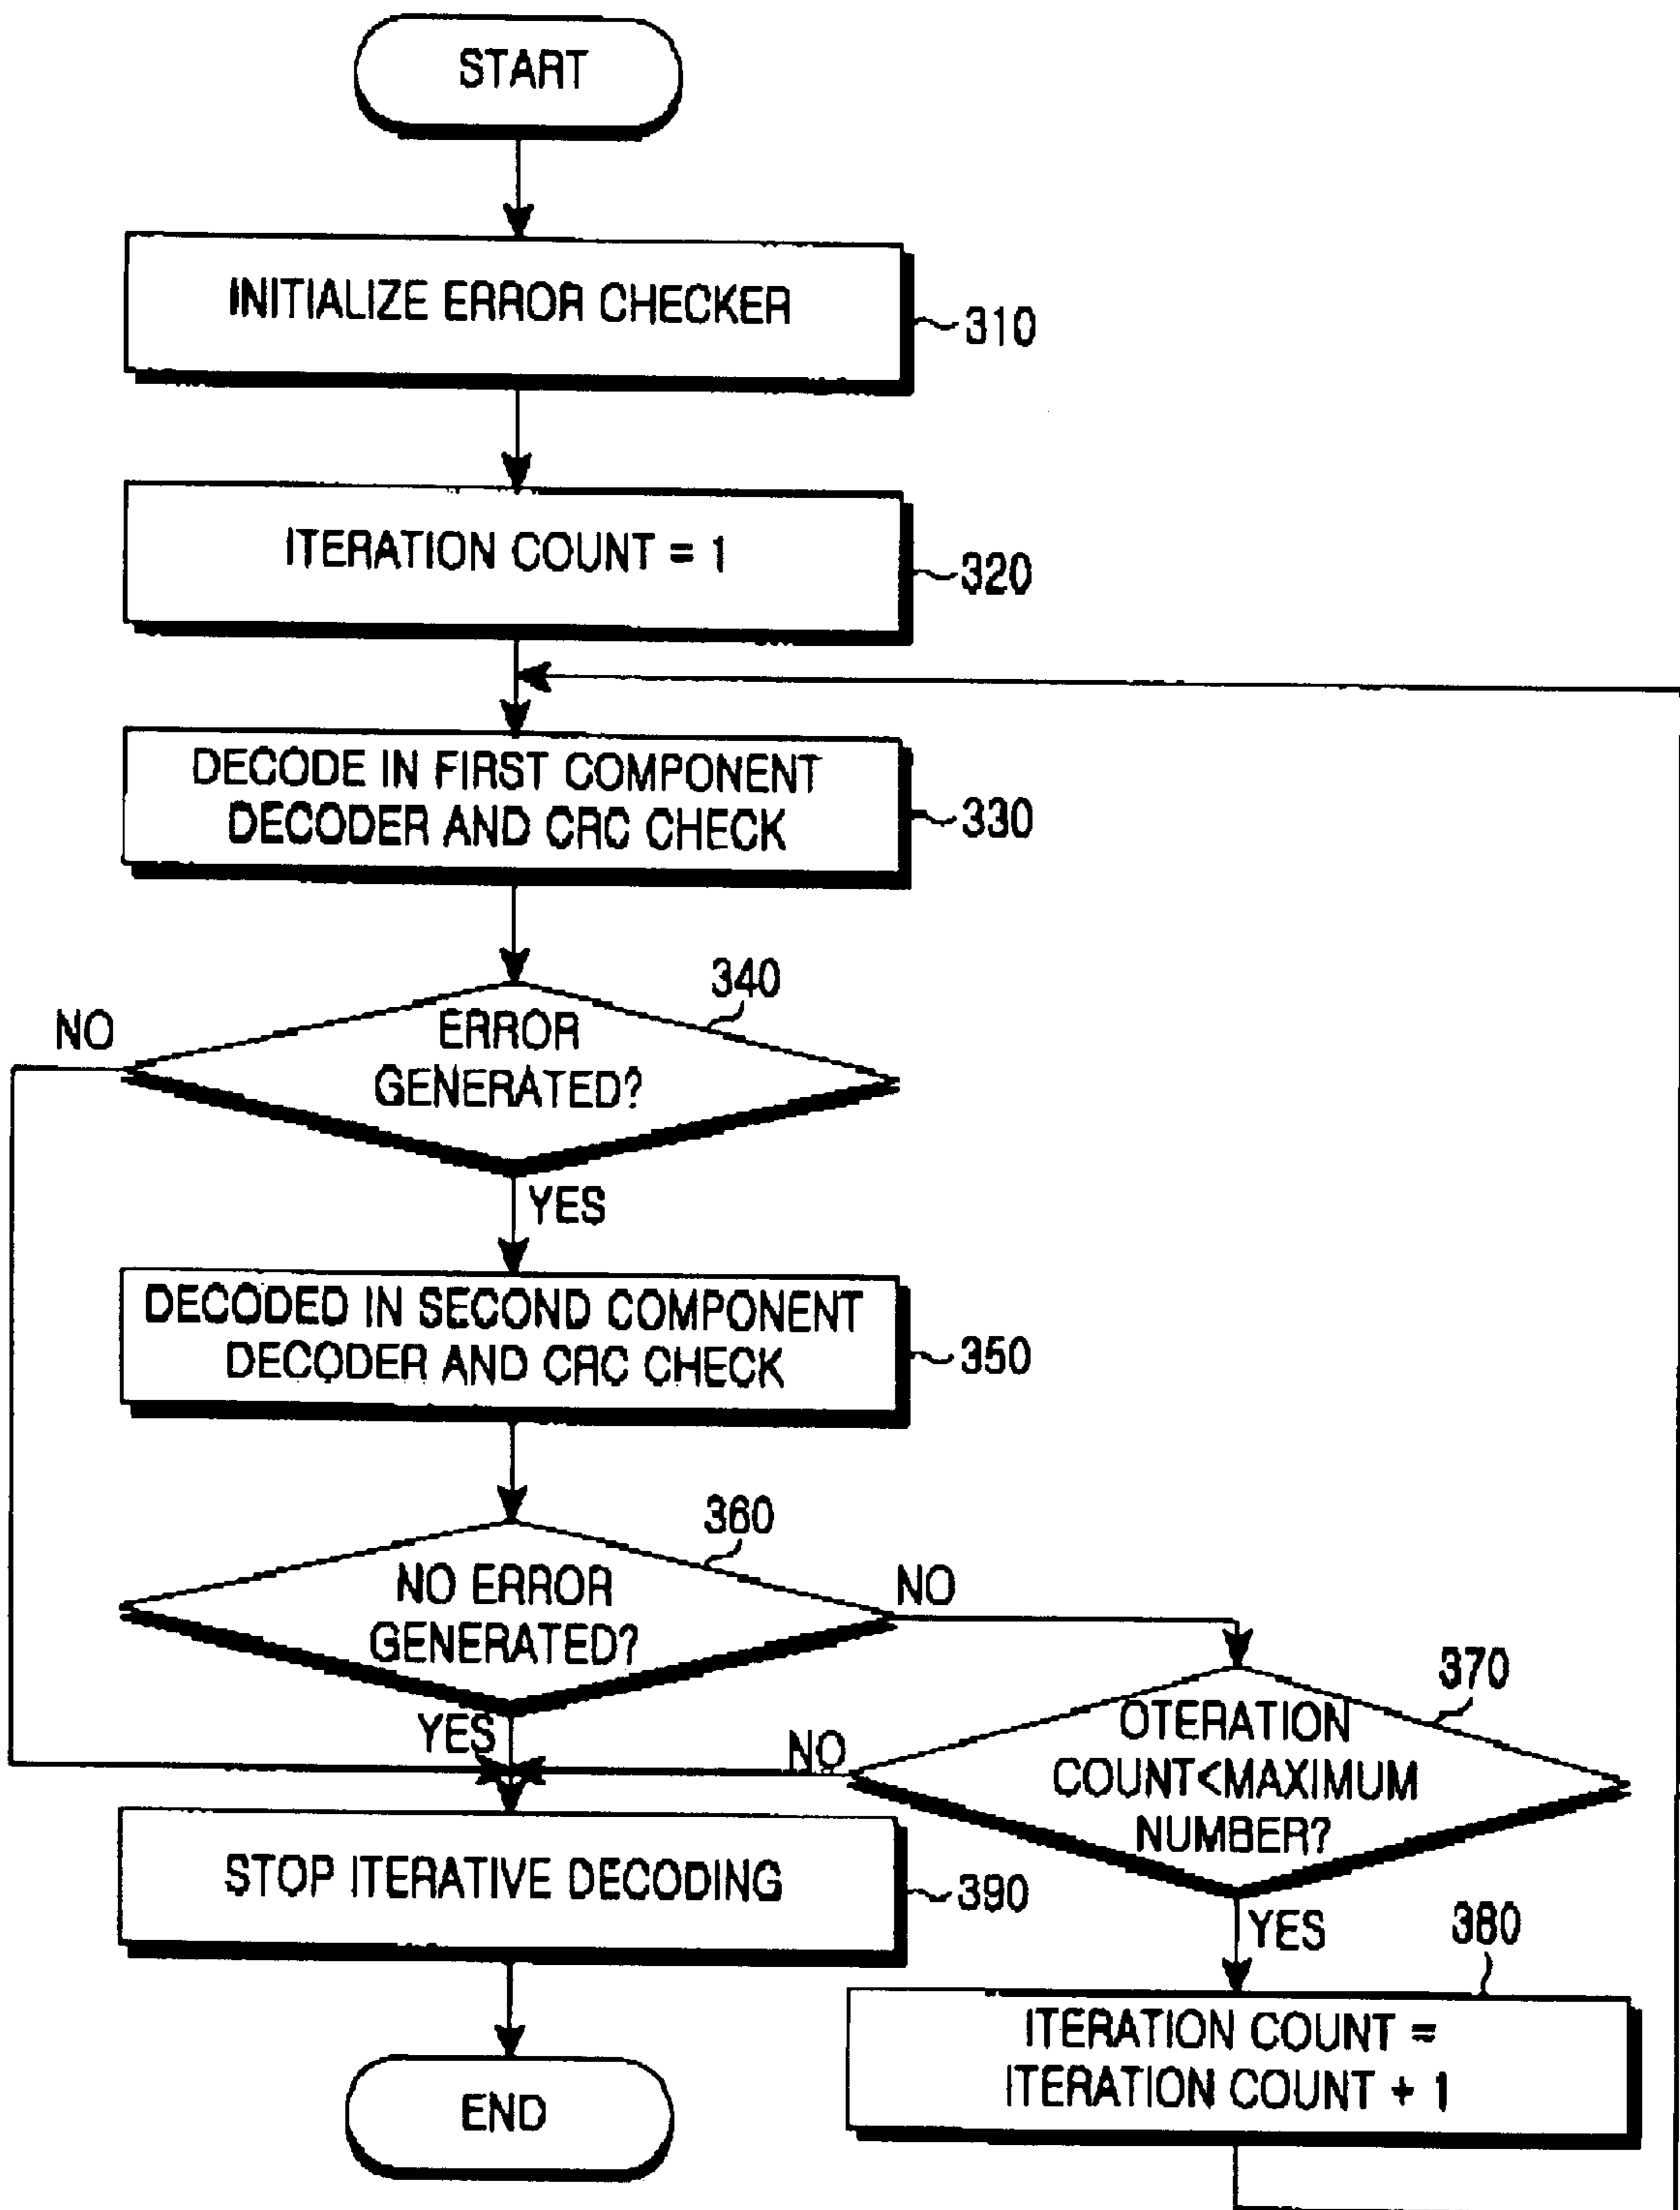 START
INITIALIZE ERROR CHECKER
310
ITERATION COUNT = 1
320
DECODE IN FIRST COMPONENT
DECODER AND CRC CHECK
330
340
NO
ERROR
GENERATED?
YES
DECODED IN SECOND COMPONENT
DECODER AND CRC CHECK
350
360
NO ERROR
GENERATED?
NO
YES
370
OTERATION
COUNT<MAXIMUM
NUMBER?
NO
STOP ITERATIVE DECODING
390
YES
380
ITERATION COUNT =
ITERATION COUNT + 1
END